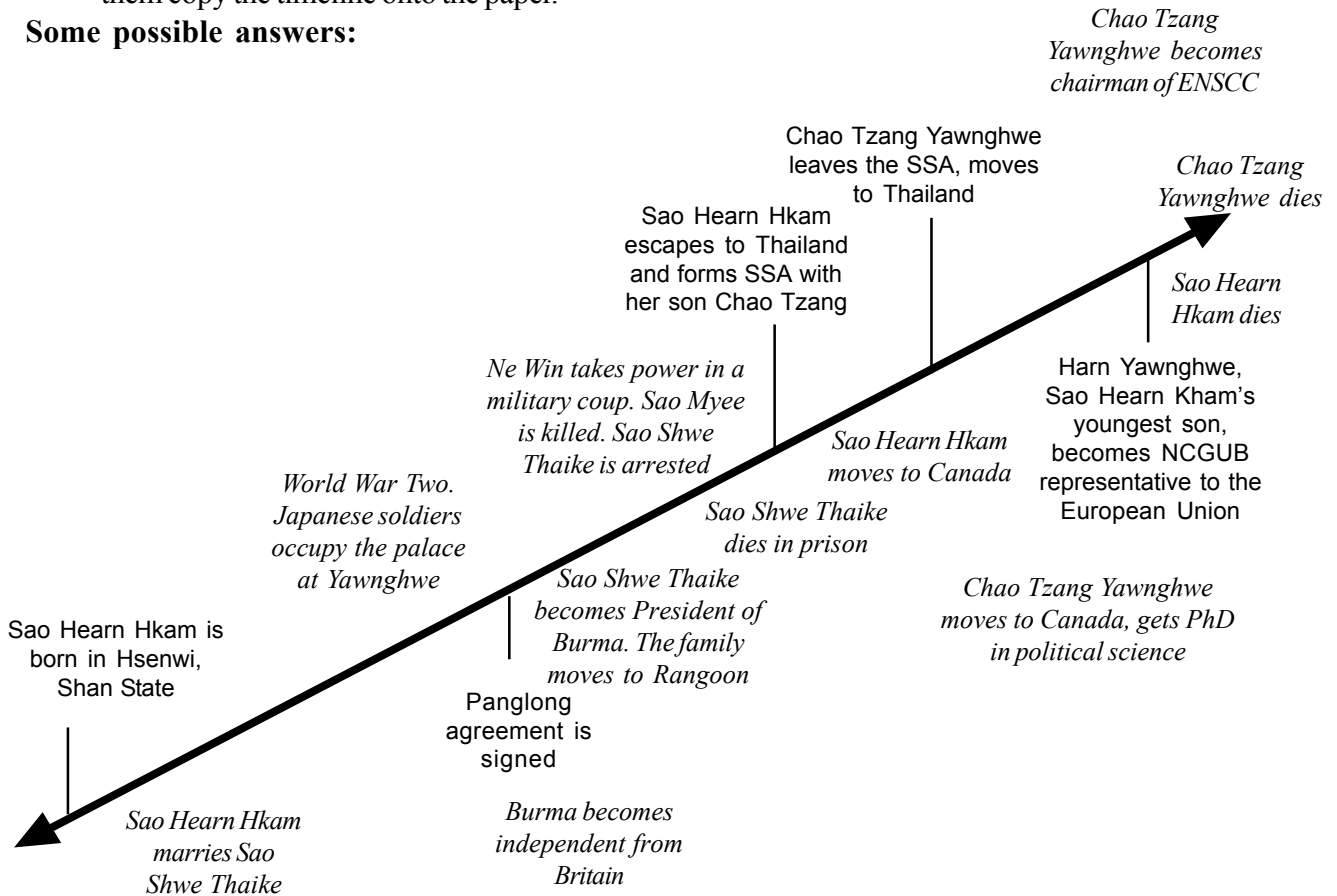 them copy the timeline onto the paper.
Some possible answers:
Chao Tzang
Yawnghwe becomes
chairman of ENSCC
Chao Tzang Yawnghwe
leaves the SSA, moves
to Thailand
Chao Tzang
Yawnghwe dies
Sao Hearn Hkam
escapes to Thailand
and forms SSA with
her son Chao Tzang
Sao Hearn
Hkam dies
Ne Win takes power in a
military coup. Sao Myee
is killed. Sao Shwe
Thaike is arrested
Harn Yawnghwe,
Sao Hearn Kham's
youngest son,
becomes NCGUB
representative to the
European Union
Sao Hearn Hkam
moves to Canada
World War Two.
Japanese soldiers
occupy the palace
at Yawnghwe
Sao Shwe Thaike
dies in prison
Sao Shwe Thaike
becomes President of
Burma. The family
moves to Rangoon
Chao Tzang Yawnghwe
moves to Canada, gets PhD
in political science
Sao Hearn Hkam is
born in Hsenwi,
Shan State
Panglong
agreement is
signed
Sao Hearn Hkam
marries Sao
Shwe Thaike
Burma becomes
independent from
Britain